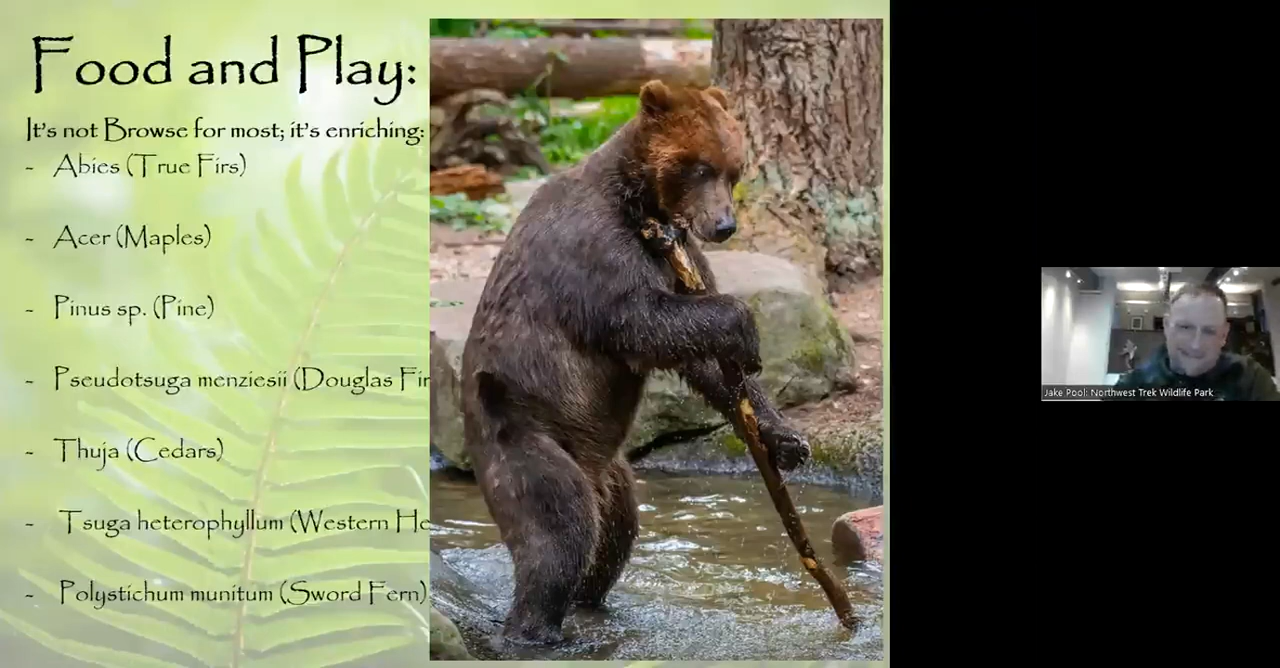 Food and Play:
It's not Browse for most; it's enriching:
- Abies (True Firs)
- Acer (Maples)
- Pinus sp. (Pine)
- Pseudotsuga menziesii (Douglas Fir
- Thuja (Cedars)
- Tsuga heterophyllum (Western He
- Polystichum munitum (Sword Fern)
Jake Pool: Northwest Trek Wildlife Park